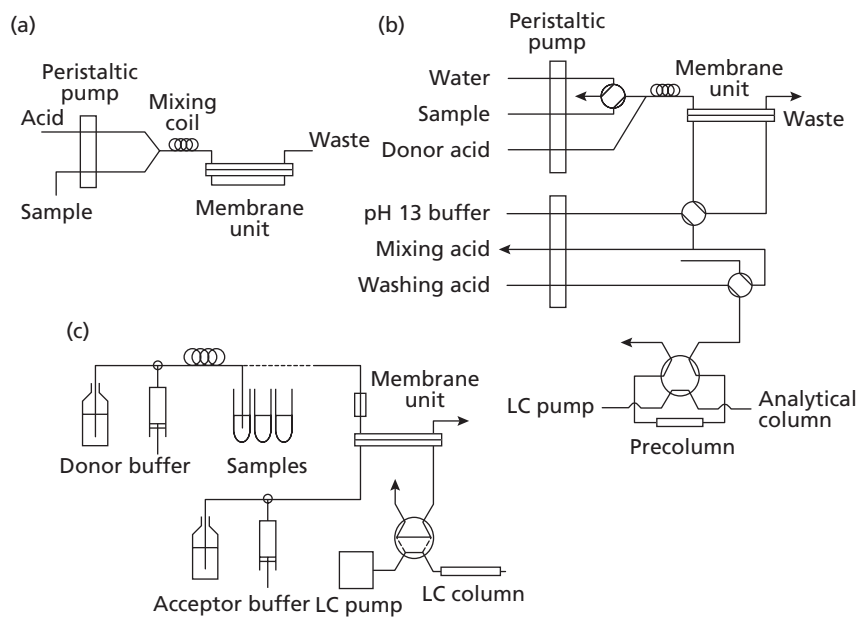 (a)
Peristaltic
pump
Acid
Mixing
coil
Waste
Sample
Membrane
unit
(b)
Peristaltic
pump
Water
Sample
Donor acid
Membrane
unit
Waste
pH 13 buffer
Mixing acid
Washing acid
LC pump
Analytical
column
Precolumn
(c)
Membrane
unit
Donor buffer
Samples
Acceptor buffer
LC pump
LC column